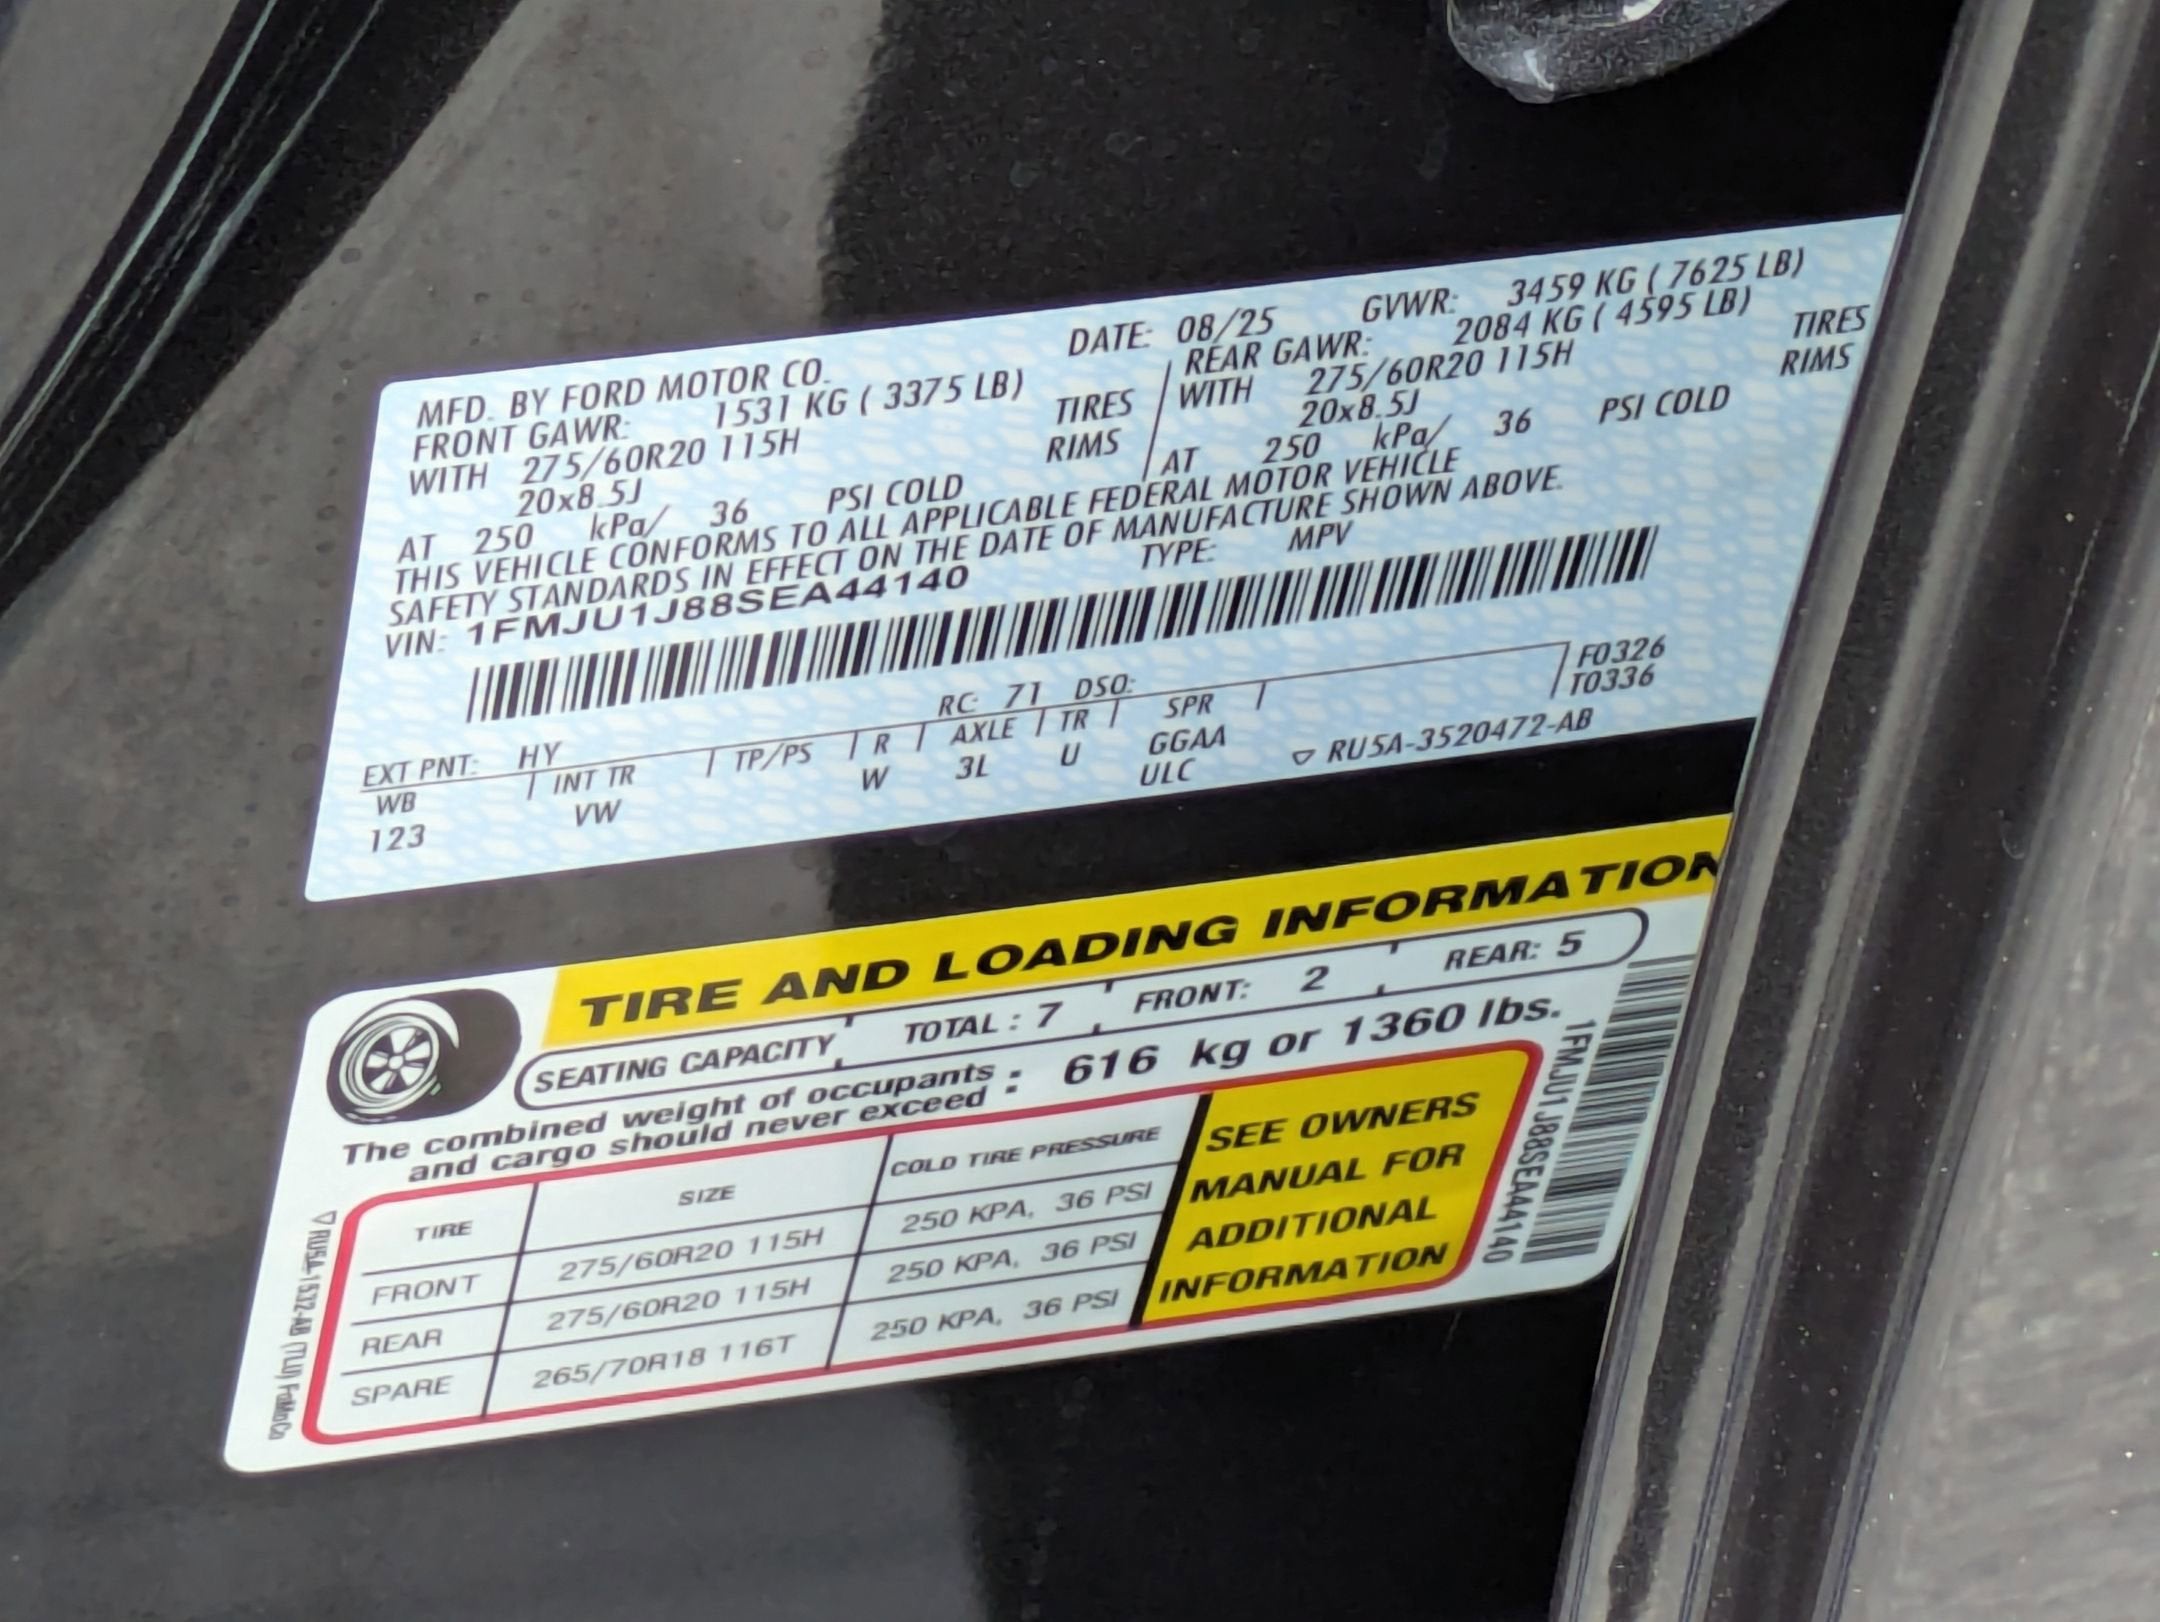 MFD. BY FORD MOTOR CO. DATE: 08/25 GVWR: 3459 KG ( 7625 LB)
FRONT GAWR: 1531 KG ( 3375 LB) REAR GAWR: 2084 KG ( 4595 LB)
WITH 275/60R20 115H TIRES WITH 275/60R20 115H TIRES
20x8.5J RIMS 20x8.5J RIMS
AT 250 kPa/ 36 PSI COLD AT 250 kPa/ 36 PSI COLD
THIS VEHICLE CONFORMS TO ALL APPLICABLE FEDERAL MOTOR VEHICLE
SAFETY STANDARDS IN EFFECT ON THE DATE OF MANUFACTURE SHOWN ABOVE.
VIN: 1FMJU1J88SEA44140 TYPE: MPV
F0326
T0336
EXT PNT: HY RC: 71 DSO:
WB INT TR TP/PS R AXLE TR SPR
123 VW W 3L U GGAA
ULC
RU5A-3520472-AB
TIRE AND LOADING INFORMATION
SEATING CAPACITY TOTAL : 7 FRONT: 2 REAR: 5
The combined weight of occupants
and cargo should never exceed : 616 kg or 1360 lbs.
TIRE SIZE COLD TIRE PRESSURE
FRONT 275/60R20 115H 250 KPA, 36 PSI
REAR 275/60R20 115H 250 KPA, 36 PSI
SPARE 265/70R18 116T 250 KPA, 36 PSI
SEE OWNERS
MANUAL FOR
ADDITIONAL
INFORMATION
1FMJU1J88SEA44140
RU5A-1532-AB (TLU) FoMoCo